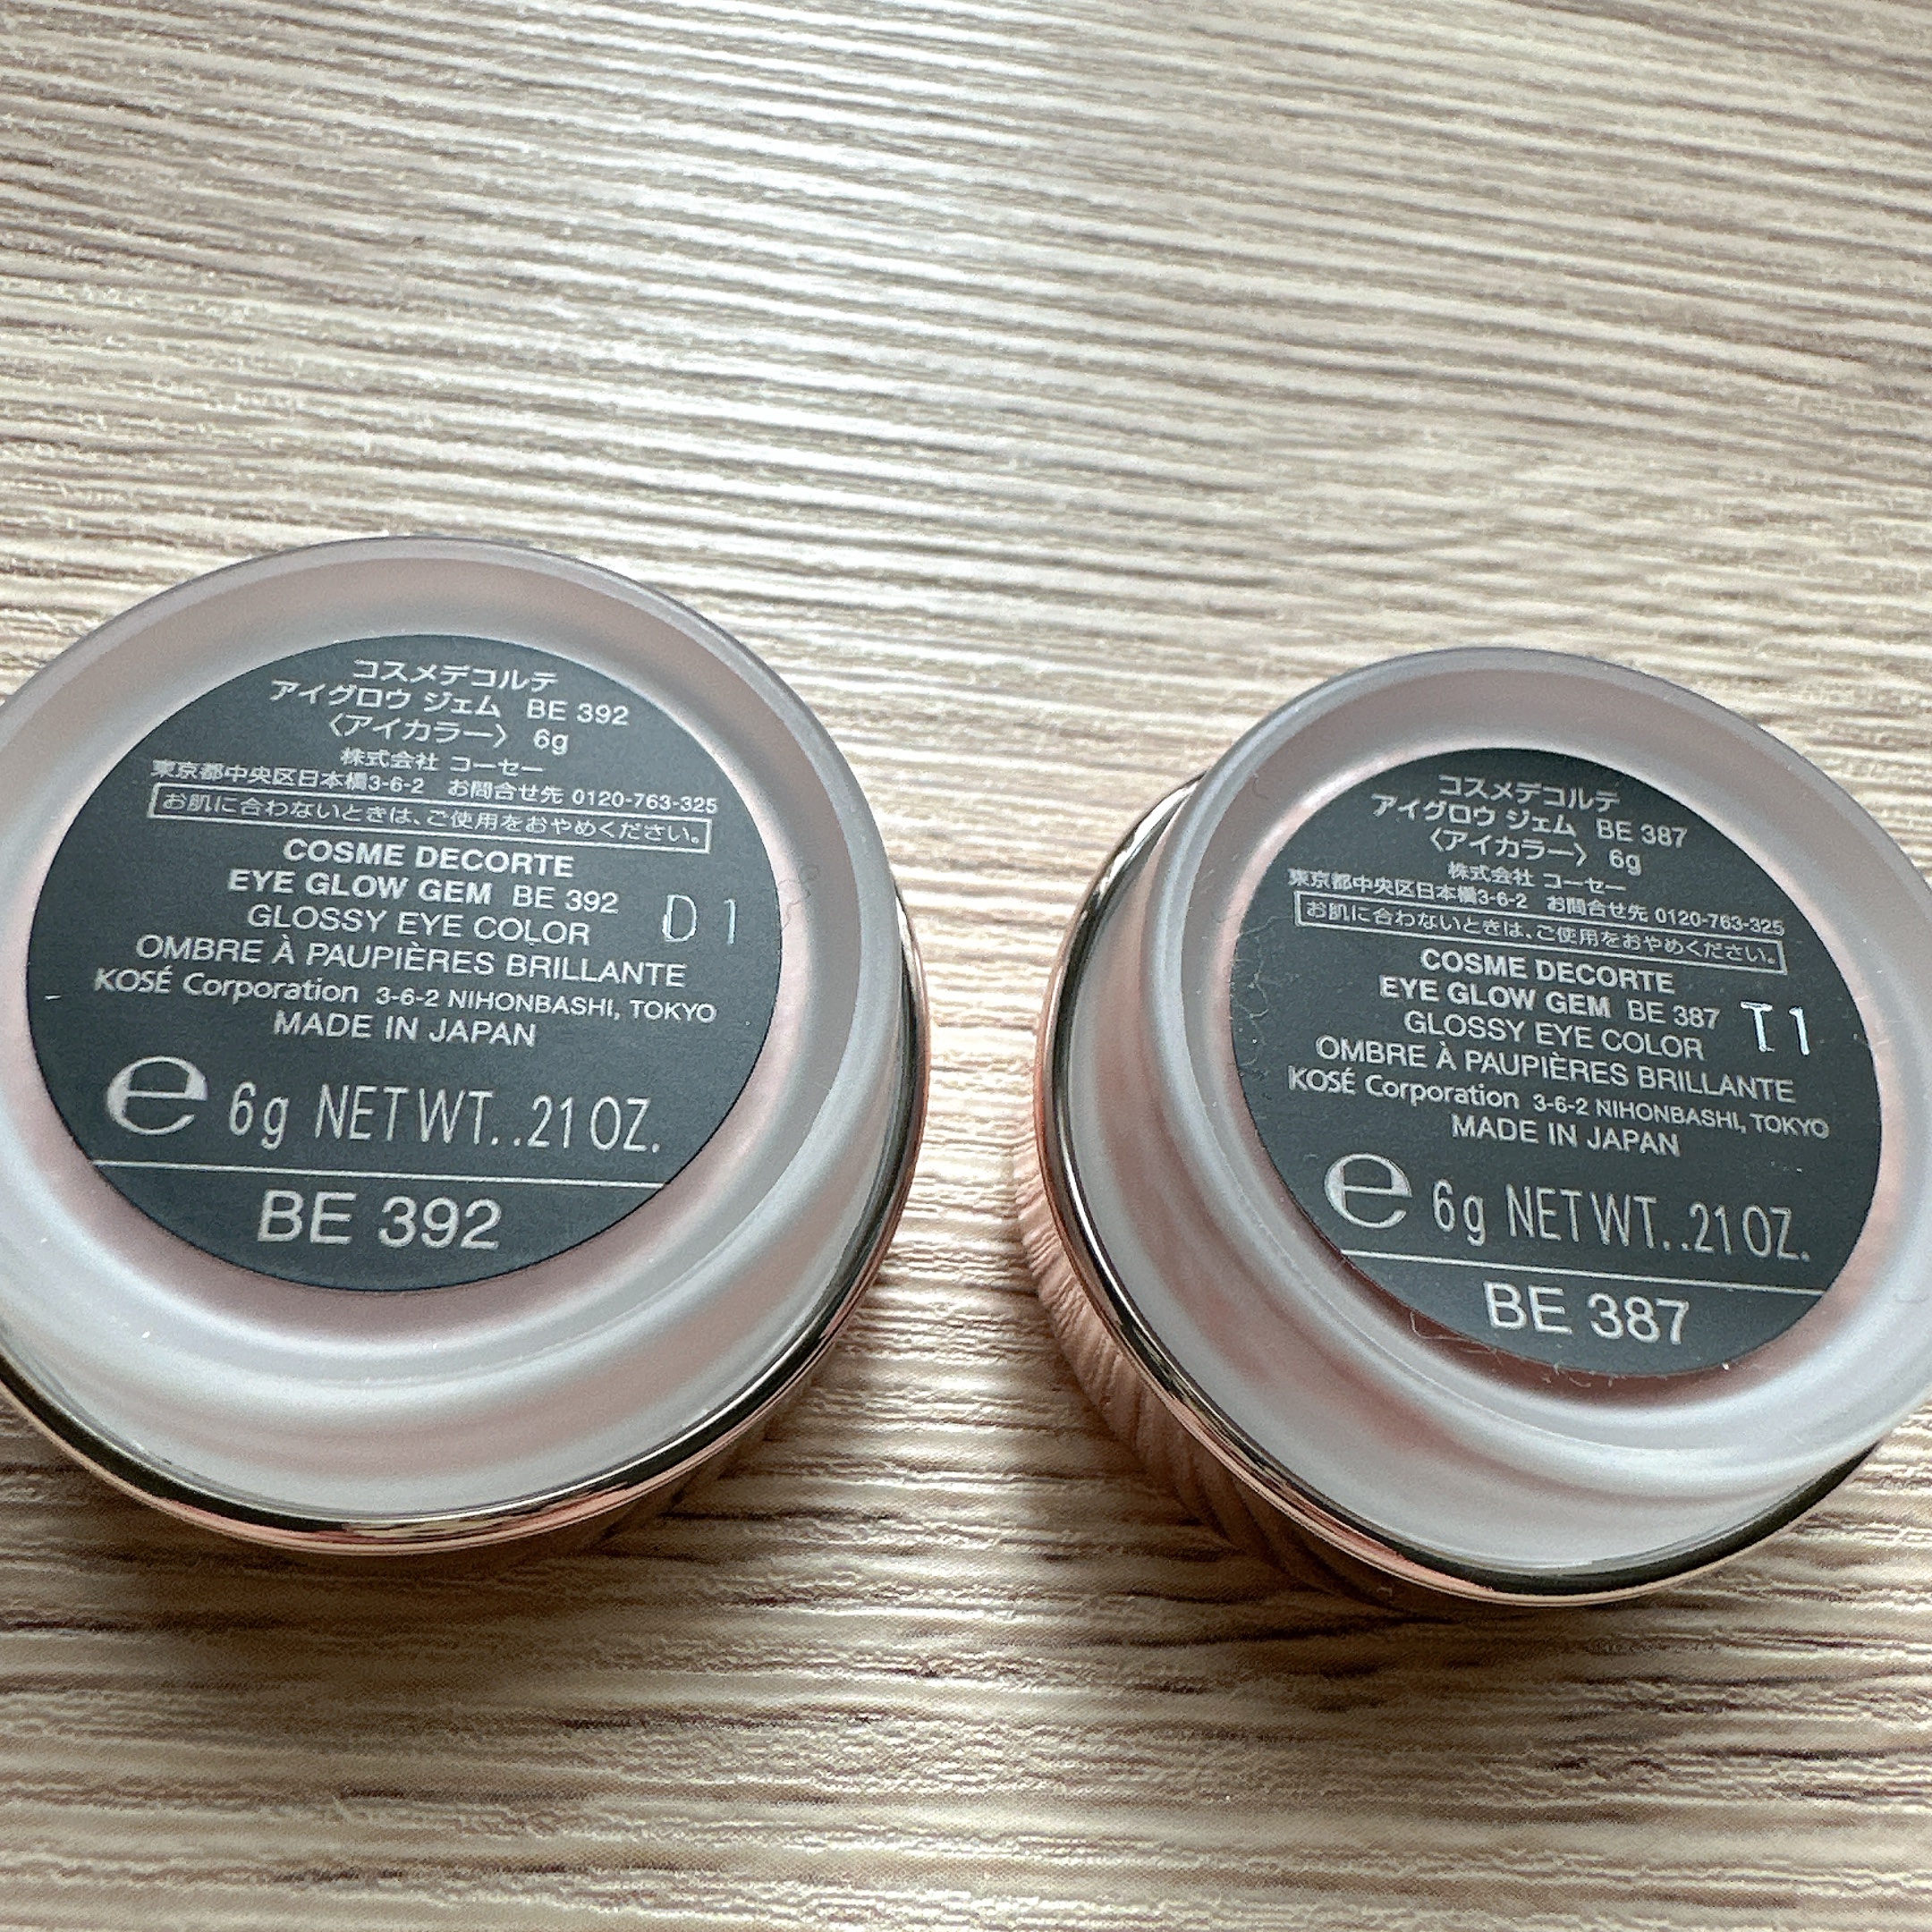 コスメデコルテ
アイグロウ ジェム BE 392
〈アイカラー〉 6g
株式会社 コーセー
東京都中央区日本橋3-6-2 お問合せ先 0120-763-325
お肌に合わないときは、ご使用をおやめください。
COSME DECORTE
EYE GLOW GEM BE 392
D 1
GLOSSY EYE COLOR
OMBRE À PAUPIÈRES BRILLANTE
KOSÉ Corporation 3-6-2 NIHONBASHI, TOKYO
MADE IN JAPAN
e 6g NET WT. .21 OZ.
BE 392
コスメデコルテ
アイグロウ ジェム BE 387
〈アイカラー〉 6g
株式会社 コーセー
東京都中央区日本橋3-6-2 お問合せ先 0120-763-325
お肌に合わないときは、ご使用をおやめください。
COSME DECORTE
EYE GLOW GEM BE 387
T 1
GLOSSY EYE COLOR
OMBRE À PAUPIÈRES BRILLANTE
KOSÉ Corporation 3-6-2 NIHONBASHI, TOKYO
MADE IN JAPAN
e 6g NET WT. .21 OZ.
BE 387